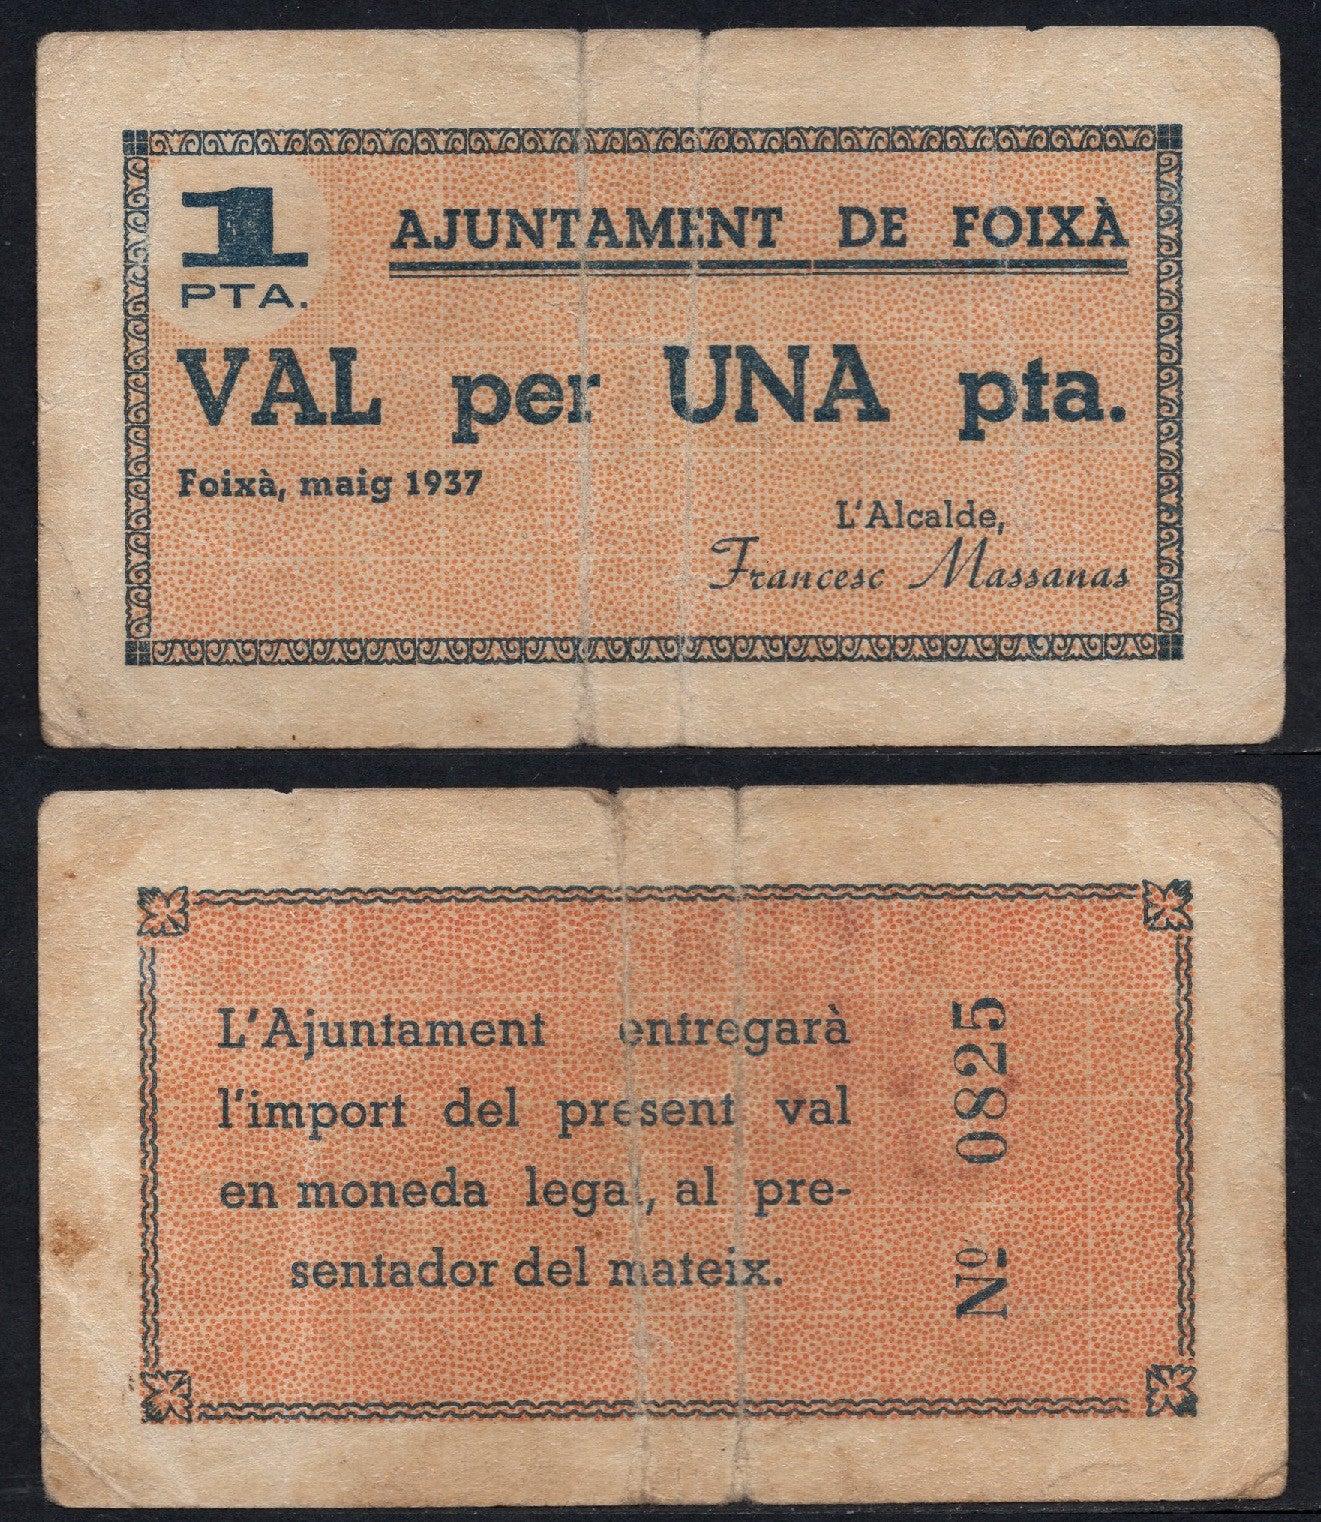 1
PTA.
AJUNTAMENT DE FOIXÀ
VAL per UNA pta.
Foixà, maig 1937
L'Alcalde,
Francesc Massanas
L'Ajuntament entregarà
l'import del present val
en moneda legal, al pre-
sentador del mateix.
Nº 0825